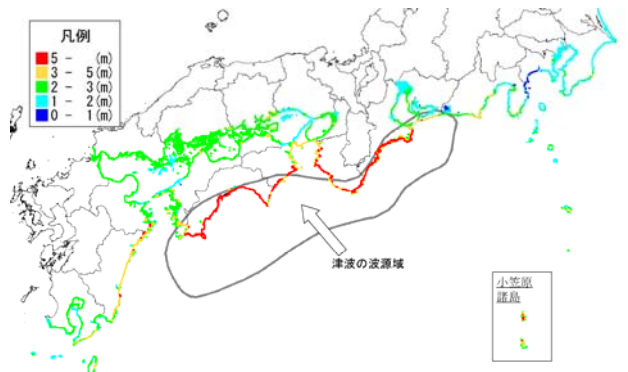 凡例
5 - (m)
3 - 5(m)
2 - 3(m)
1 - 2(m)
0 - 1(m)
津波の波源域
小笠原
諸島